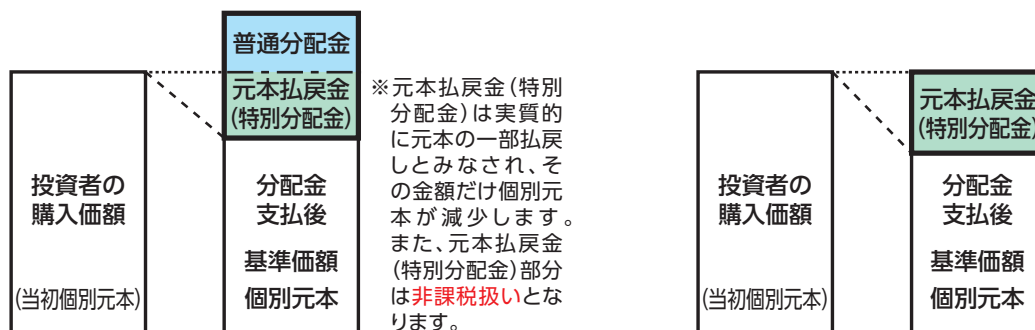 普通分配金
元本払戻金
(特別分配金)
投資者の
購入価額
(当初個別元本)
分配金
支払後
基準価額
個別元本
※元本払戻金(特別
分配金)は実質的
に元本の一部払戻
しとみなされ、そ
の金額だけ個別元
本が減少します。
また、元本払戻金
(特別分配金)部分
は非課税扱いとな
ります。
元本払戻金
(特別分配金)
投資者の
購入価額
(当初個別元本)
分配金
支払後
基準価額
個別元本